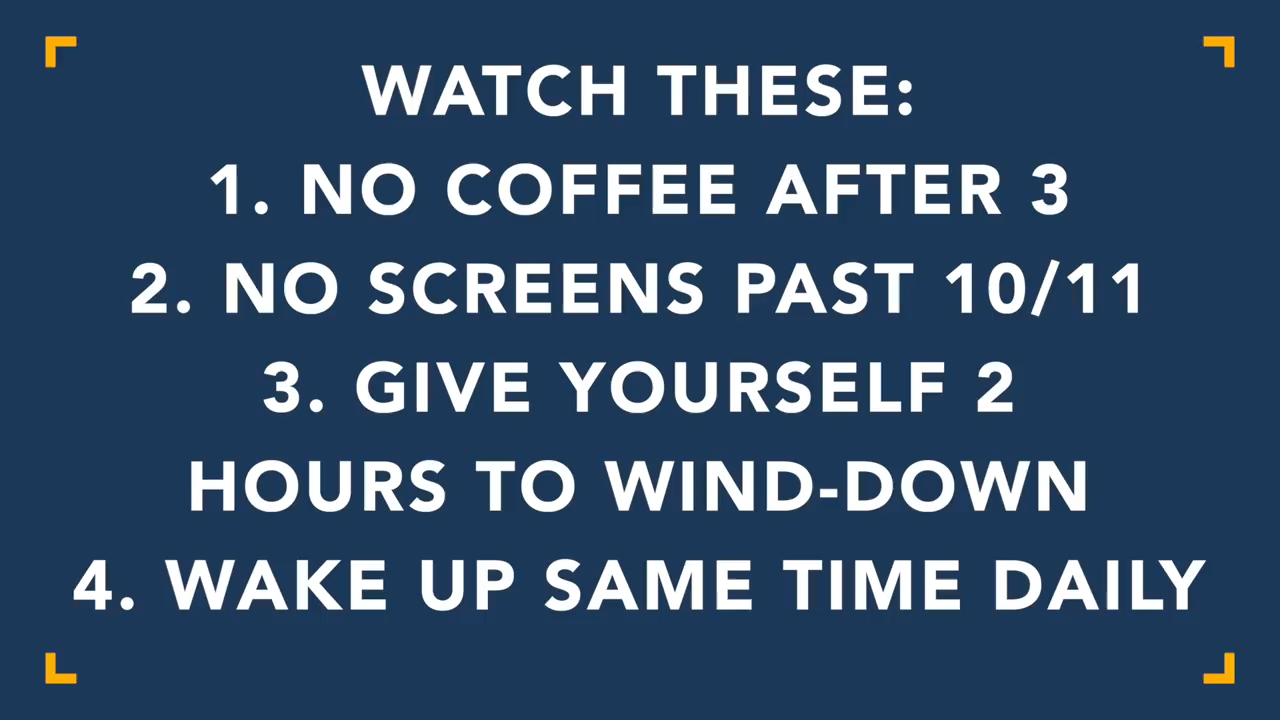 WATCH THESE:
1. NO COFFEE AFTER 3
2. NO SCREENS PAST 10/11
3. GIVE YOURSELF 2
HOURS TO WIND-DOWN
4. WAKE UP SAME TIME DAILY